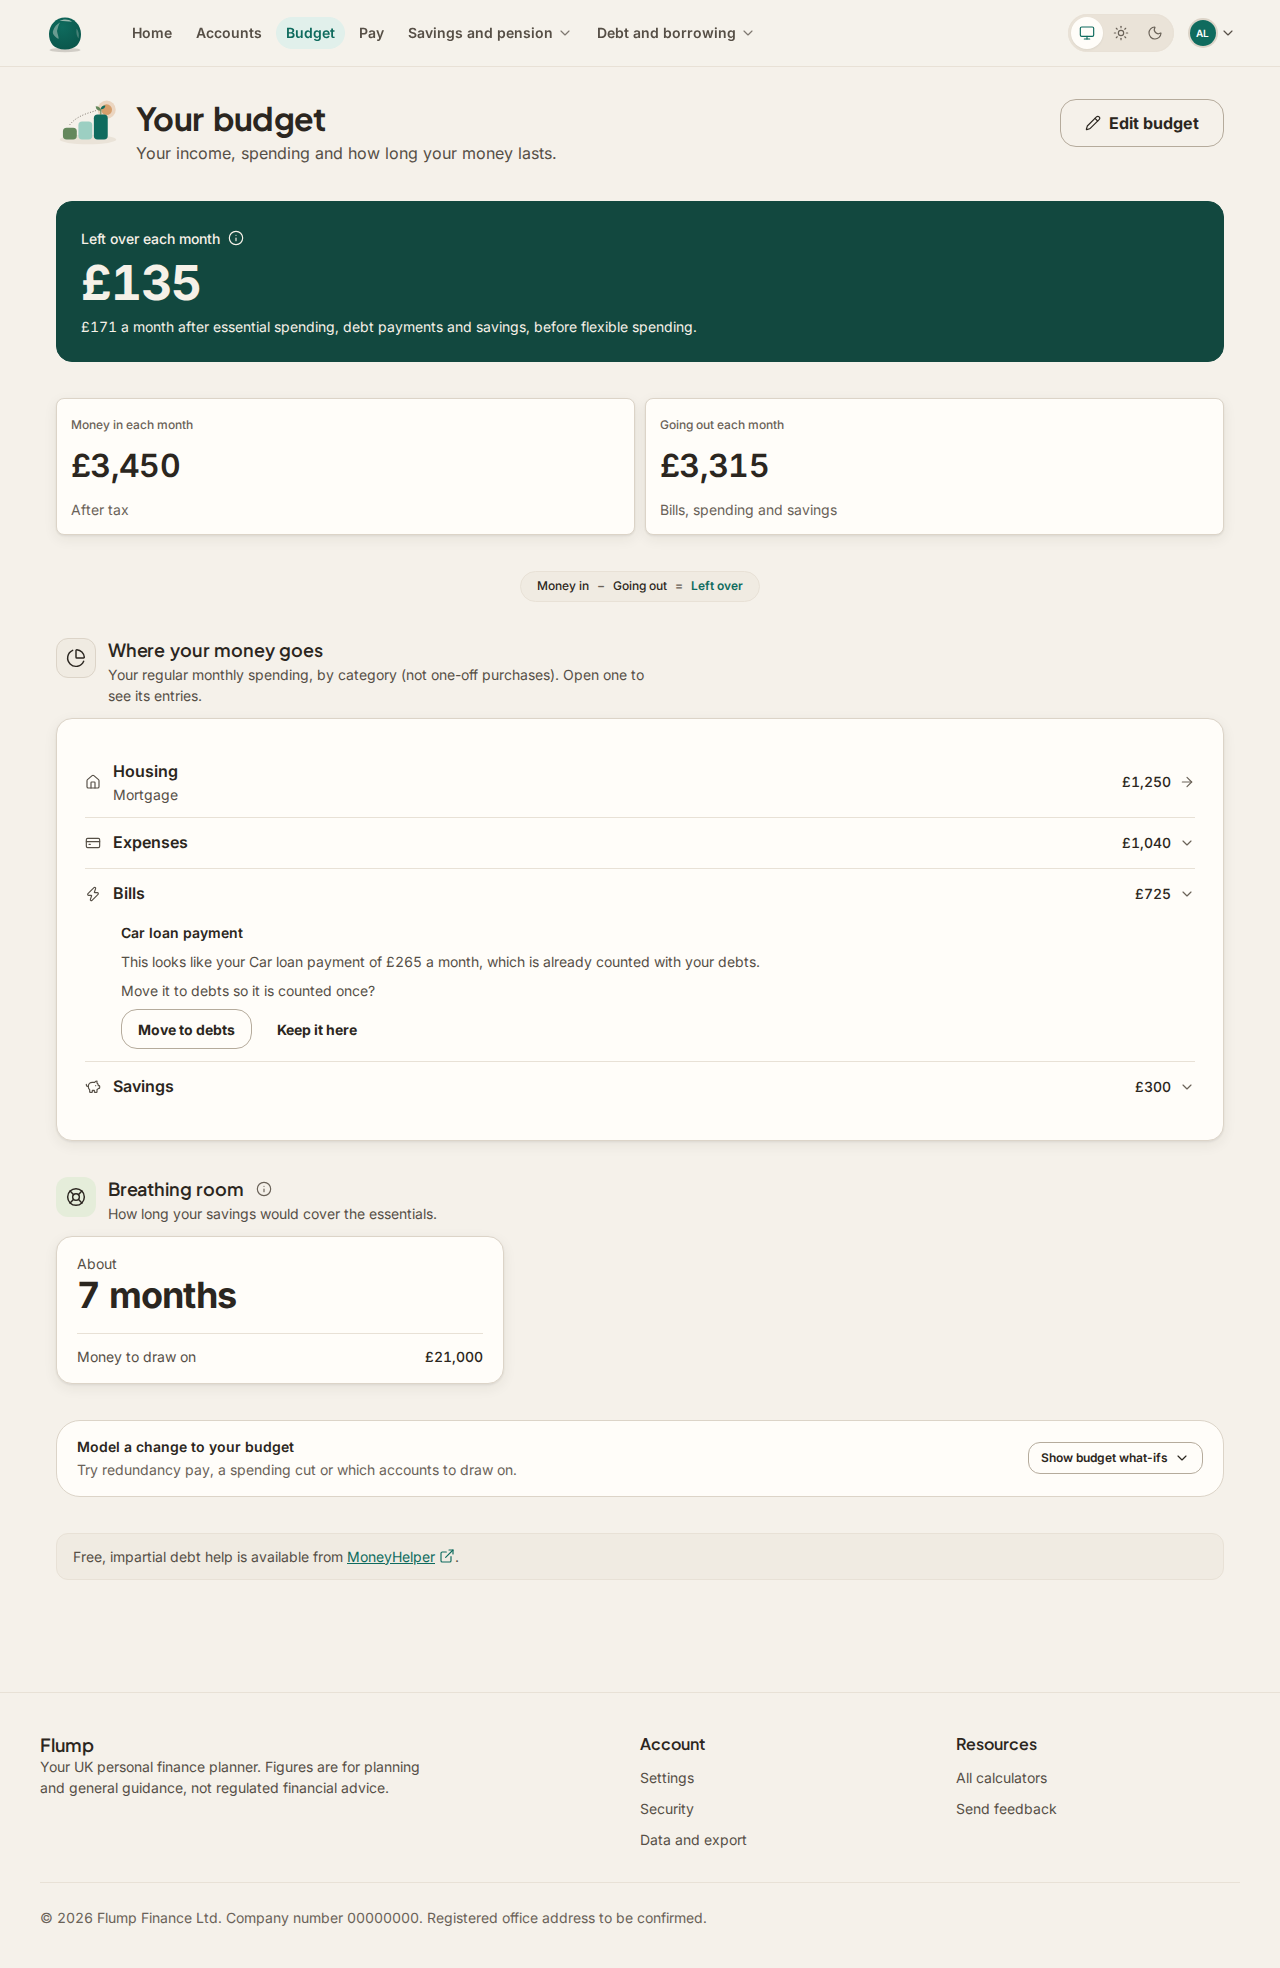 Home
Accounts
Budget
Pay
Savings and pension
Debt and borrowing
AL
Your budget
Your income, spending and how long your money lasts.
Edit budget
Left over each month
£135
£171 a month after essential spending, debt payments and savings, before flexible spending.
Money in each month
£3,450
After tax
Going out each month
£3,315
Bills, spending and savings
Money in − Going out = Left over
Where your money goes
Your regular monthly spending, by category (not one-off purchases). Open one to
see its entries.
Housing
Mortgage
£1,250
Expenses
£1,040
Bills
£725
Car loan payment
This looks like your Car loan payment of £265 a month, which is already counted with your debts.
Move it to debts so it is counted once?
Move to debts
Keep it here
Savings
£300
Breathing room
How long your savings would cover the essentials.
About
7 months
Money to draw on
£21,000
Model a change to your budget
Try redundancy pay, a spending cut or which accounts to draw on.
Show budget what-ifs
Free, impartial debt help is available from MoneyHelper.
Flump
Your UK personal finance planner. Figures are for planning
and general guidance, not regulated financial advice.
Account
Settings
Security
Data and export
Resources
All calculators
Send feedback
© 2026 Flump Finance Ltd. Company number 00000000. Registered office address to be confirmed.